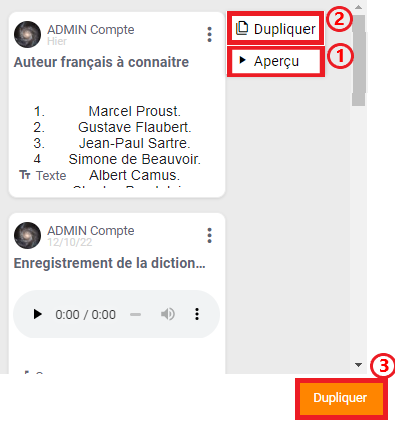 ADMIN Compte
Hier
Auteur français à connaitre
1. Marcel Proust.
2. Gustave Flaubert.
3. Jean-Paul Sartre.
4 Simone de Beauvoir.
Albert Camus.
Texte
Dupliquer
2
Aperçu
1
ADMIN Compte
12/10/22
Enregistrement de la diction...
0:00 / 0:00
3
Dupliquer